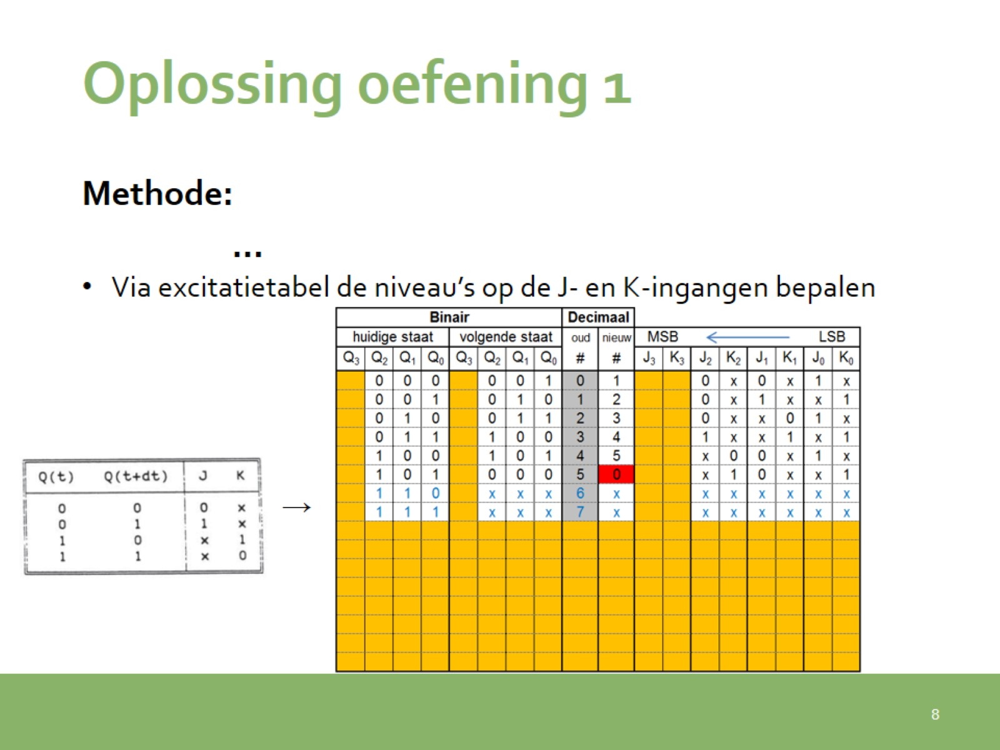 Oplossing oefening 1
Methode:
...
• Via excitatietabel de niveau’s op de J- en K-ingangen bepalen
Binair Decimaal
huidige staat volgende staat oud nieuw MSB ← LSB
Q3 Q2 Q1 Q0 Q3 Q2 Q1 Q0 # # J3 K3 J2 K2 J1 K1 J0 K0
0 0 0 0 0 1 0 1 0 x 0 x 1 x
0 0 1 0 1 0 1 2 0 x 1 x x 1
0 1 0 0 1 1 2 3 0 x x 0 1 x
0 1 1 1 0 0 3 4 1 x x 1 x 1
1 0 0 1 0 1 4 5 x 0 0 x 1 x
1 0 1 0 0 0 5 0 x 1 0 x x 1
1 1 0 x x x 6 x x x x x x x
1 1 1 x x x 7 x x x x x x x
Q(t) Q(t+dt) J K
0 0 0 x
0 1 1 x
1 0 x 1
1 1 x 0
→
8